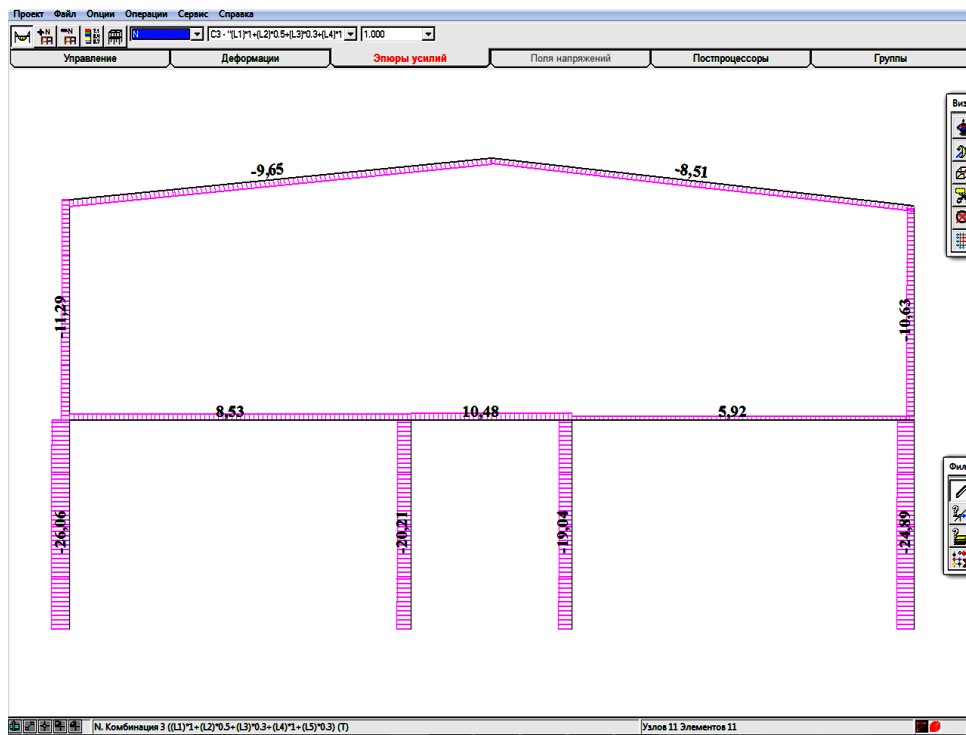 Проект Файл Опции Операции Сервис Справка
N C3 - "(L1)*1+(L2)*0.5+(L3)*0.3+(L4)*1 1.000
Управление Деформации Эпюры усилий Поля напряжений Постпроцессоры Группы
Виз
-9,65 -8,51
-11,29 -10,63
8,53 10,48 5,92
Фил
-26,06 -20,21 -19,04 -24,89
N. Комбинация 3 ((L1)*1+(L2)*0.5+(L3)*0.3+(L4)*1+(L5)*0.3) (T) Узлов 11 Элементов 11